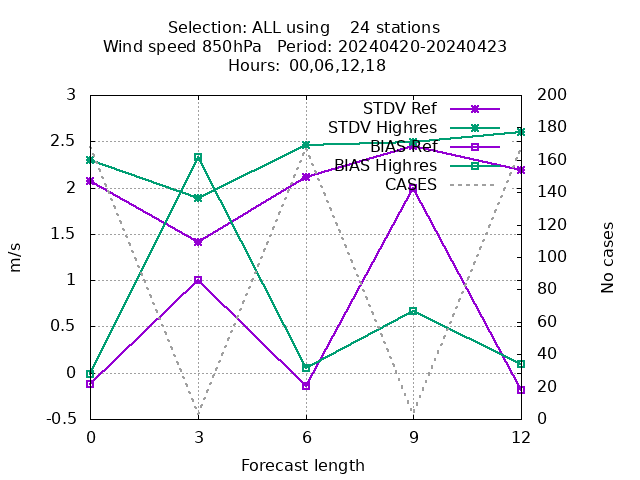 Selection: ALL using    24 stations
Wind speed 850hPa   Period: 20240420-20240423
Hours: 00,06,12,18
3
2.5
2
1.5
1
0.5
0
-0.5
200
180
160
140
120
100
80
60
40
20
0
STDV Ref
STDV Highres
BIAS Ref
BIAS Highres
CASES
m/s
No cases
0 3 6 9 12
Forecast length